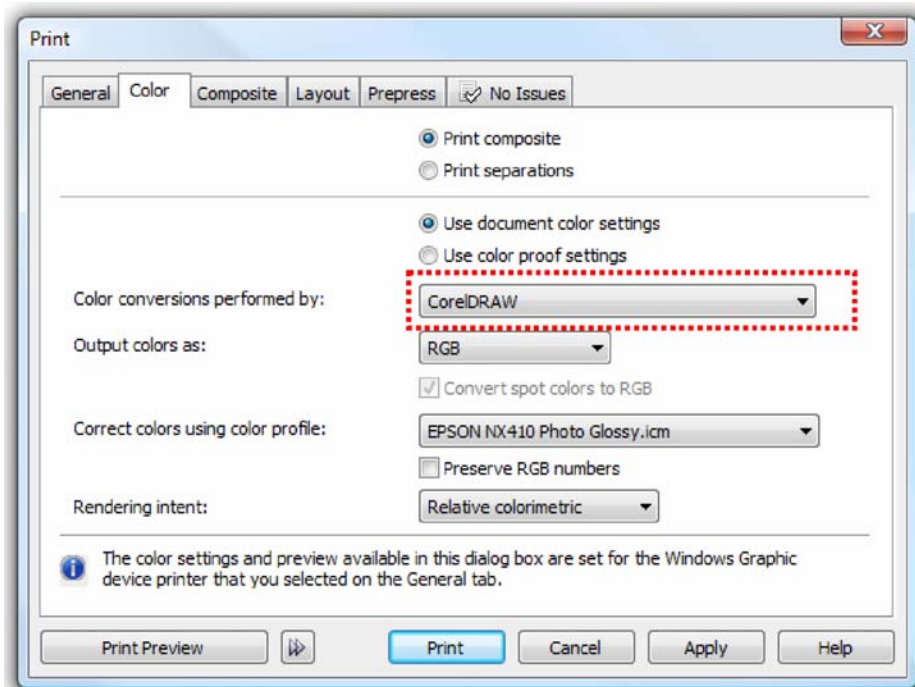 Print
General Color Composite Layout Prepress No Issues
Print composite
Print separations
Use document color settings
Use color proof settings
Color conversions performed by: CorelDRAW
Output colors as: RGB
Convert spot colors to RGB
Correct colors using color profile: EPSON NX410 Photo Glossy.icm
Preserve RGB numbers
Rendering intent: Relative colorimetric
The color settings and preview available in this dialog box are set for the Windows Graphic
device printer that you selected on the General tab.
Print Preview Print Cancel Apply Help